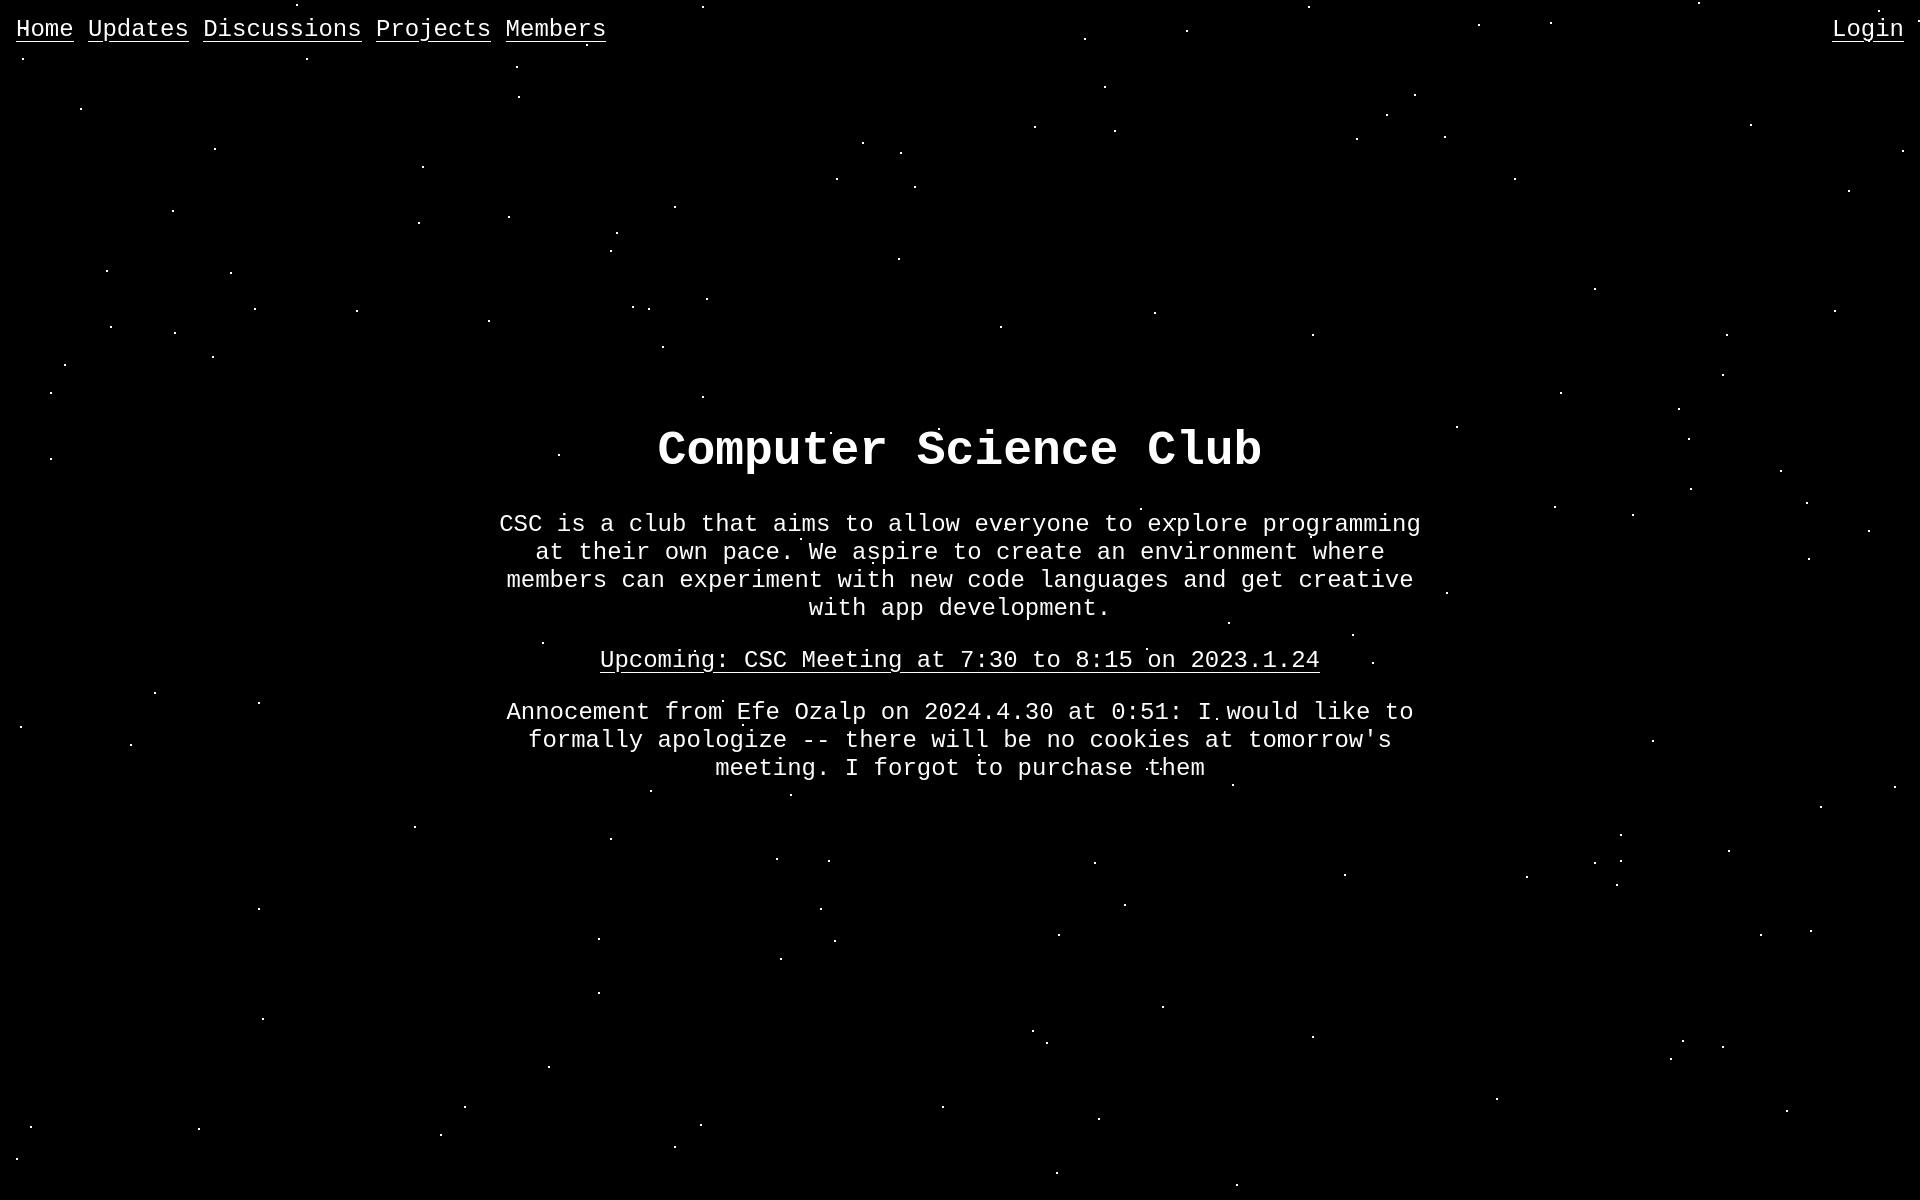 Home Updates Discussions Projects Members Login
Computer Science Club
CSC is a club that aims to allow everyone to explore programming
at their own pace. We aspire to create an environment where
members can experiment with new code languages and get creative
with app development.
Upcoming: CSC Meeting at 7:30 to 8:15 on 2023.1.24
Annocement from Efe Ozalp on 2024.4.30 at 0:51: I would like to
formally apologize -- there will be no cookies at tomorrow's
meeting. I forgot to purchase them